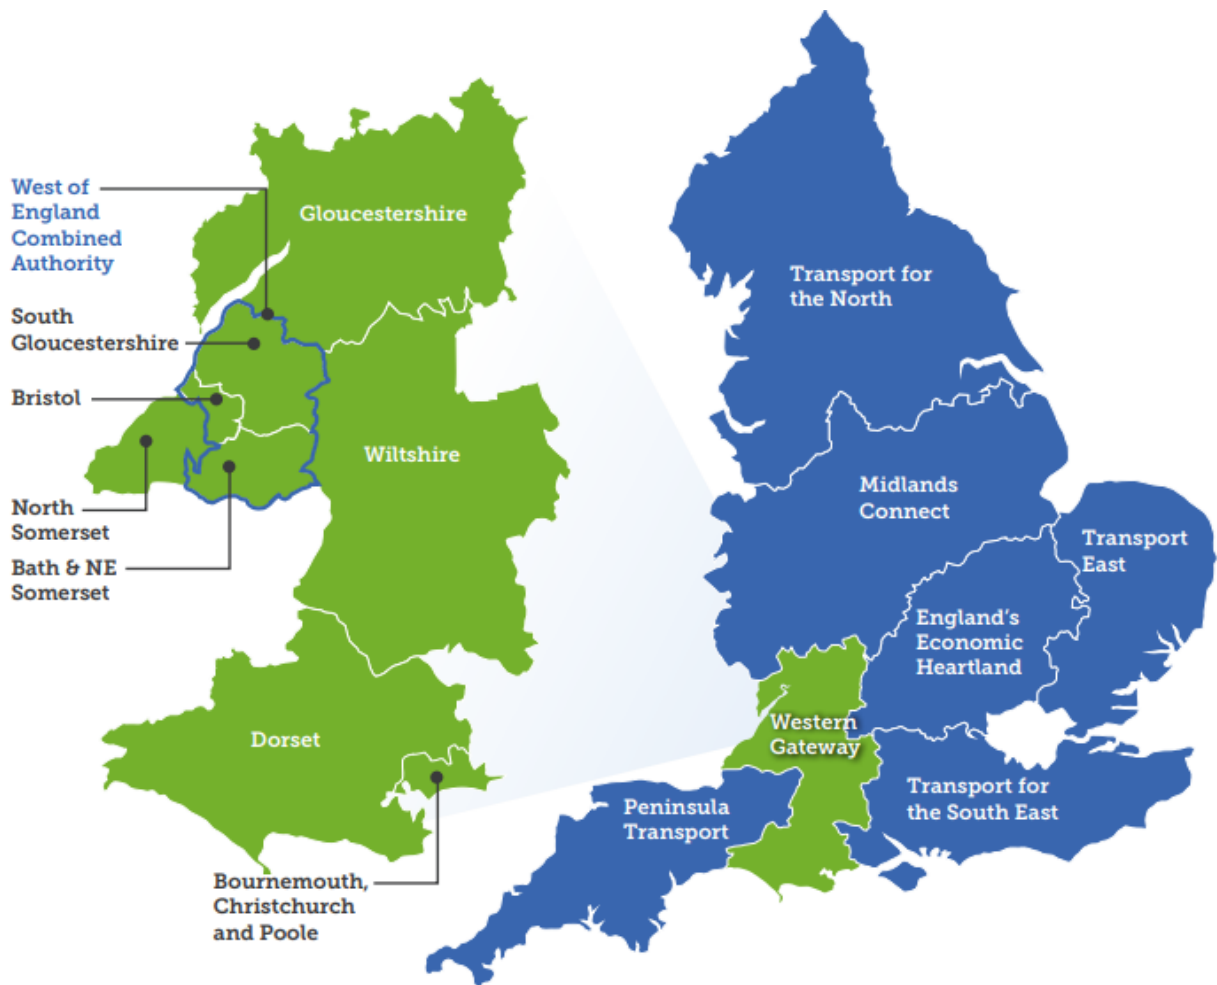 West of
England
Combined
Authority
South
Gloucestershire
Bristol
North
Somerset
Bath & NE
Somerset
Gloucestershire
Wiltshire
Dorset
Bournemouth,
Christchurch
and Poole
Transport for
the North
Midlands
Connect
Transport
East
England's
Economic
Heartland
Western
Gateway
Peninsula
Transport
Transport for
the South East